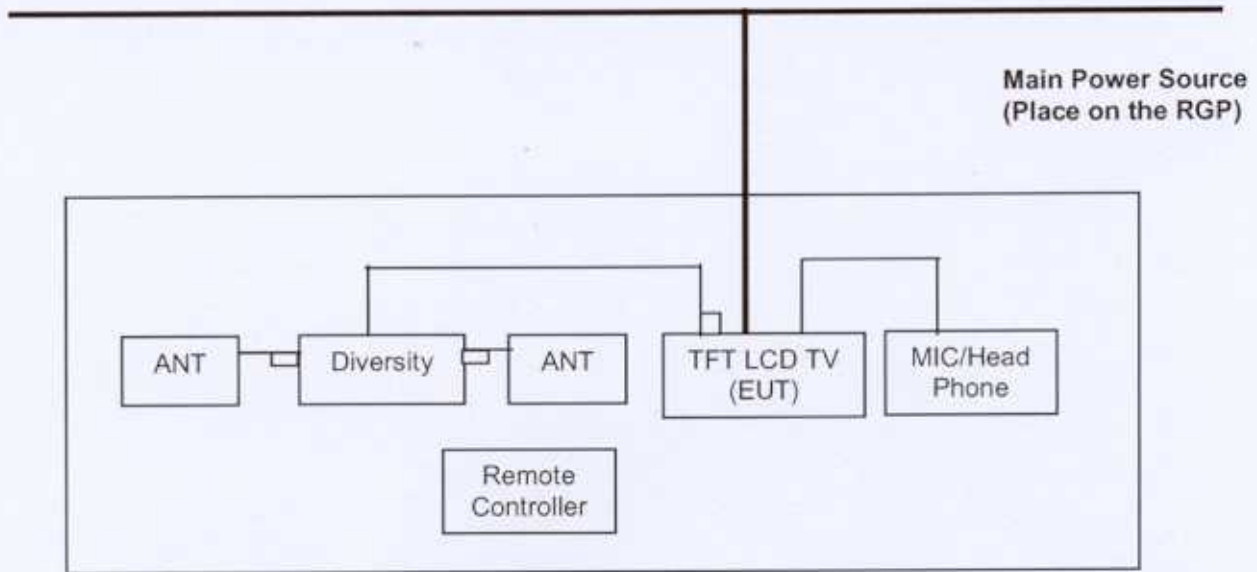 Main Power Source
(Place on the RGP)
ANT
Diversity
ANT
TFT LCD TV
(EUT)
MIC/Head
Phone
Remote
Controller